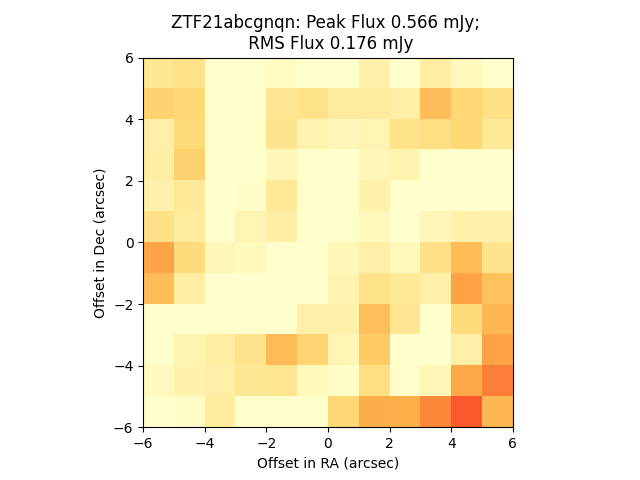 ZTF21abcgnqn: Peak Flux 0.566 mJy;
RMS Flux 0.176 mJy
6
4
2
0
−2
−4
−6
Offset in Dec (arcsec)
−6 −4 −2 0 2 4 6
Offset in RA (arcsec)